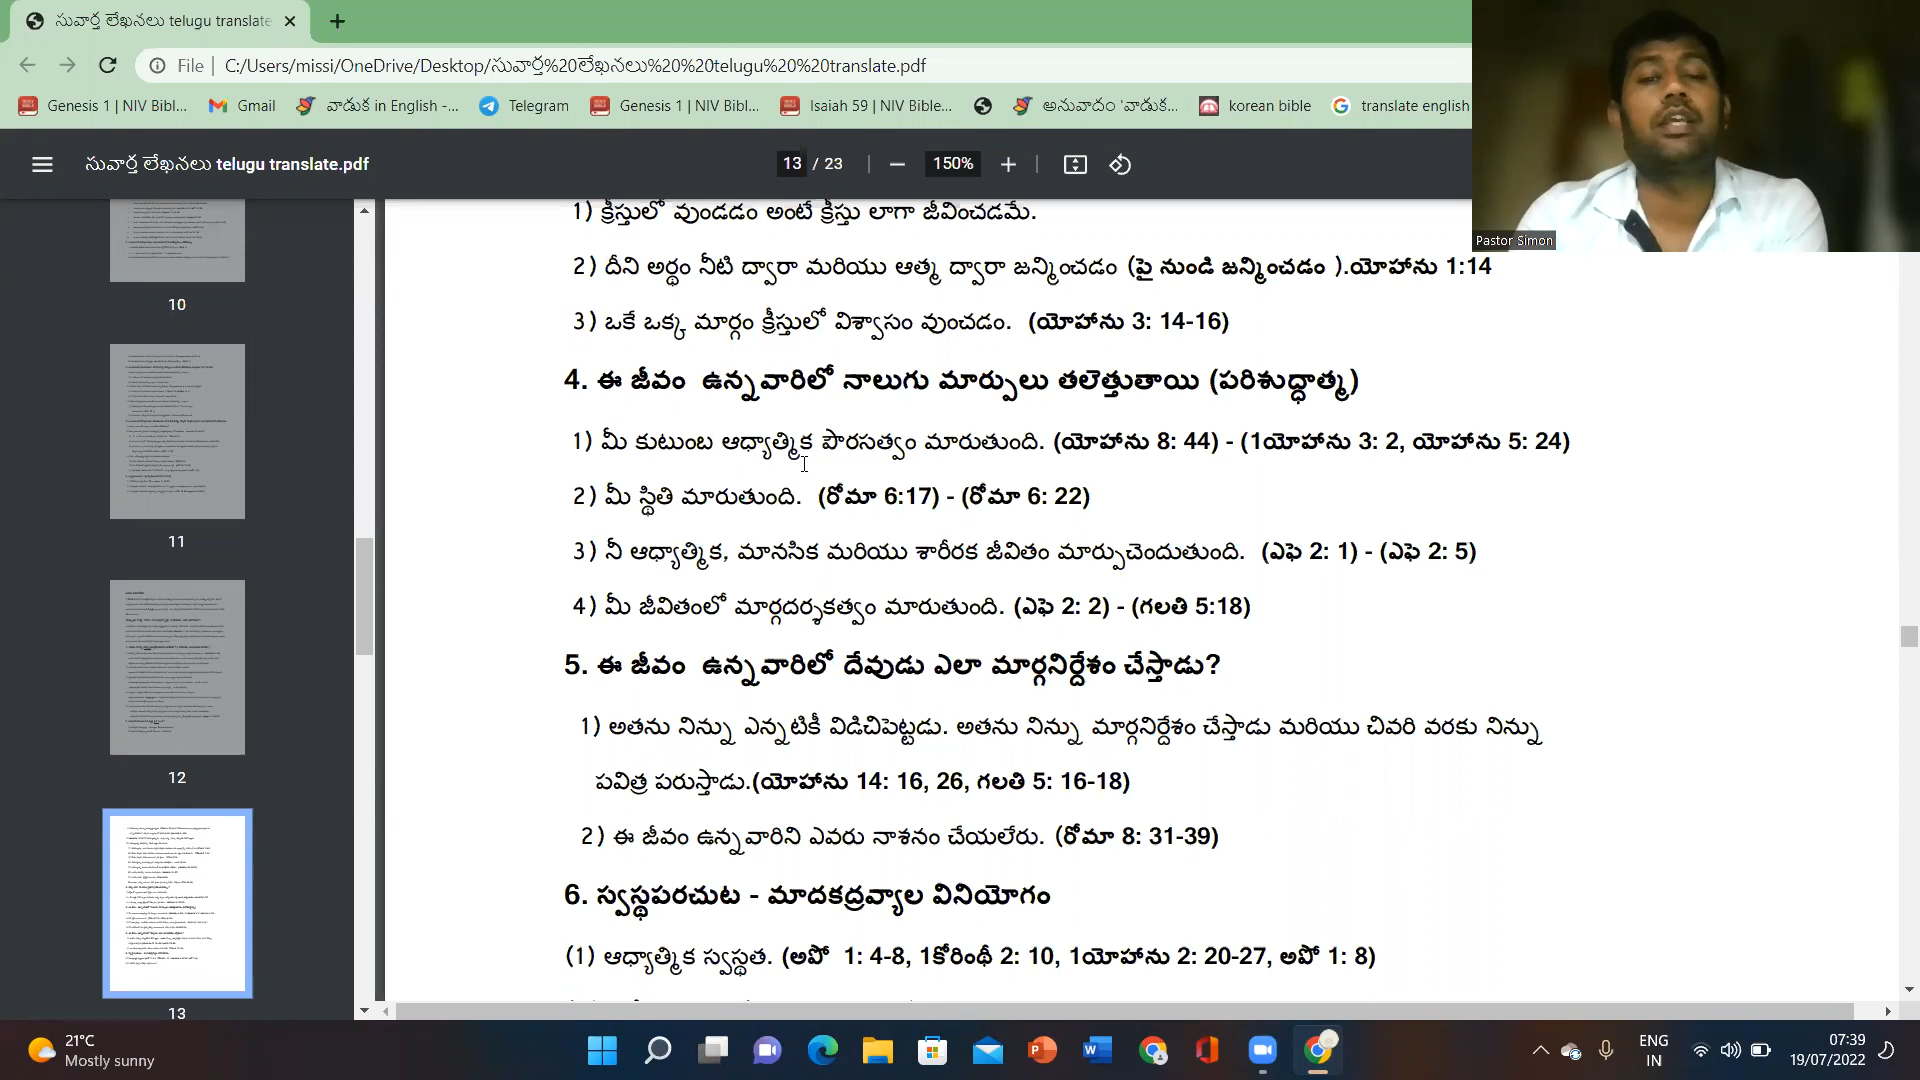 సువార్త లేఖనలు telugu translate
File
C:/Users/missi/OneDrive/Desktop/సువార్త%20లేఖనలు%20%20telugu%20%20translate.pdf
Genesis 1 | NIV Bibl...
Gmail
వాడుక in English -...
Telegram
Genesis 1 | NIV Bibl...
Isaiah 59 | NIV Bible...
అనువాదం 'వాడుక...
korean bible
translate english
సువార్త లేఖనలు telugu translate.pdf
13 / 23
150%
Pastor Simon
10
11
12
13
1) క్రీస్తులో వుండడం అంటే క్రీస్తు లాగా జీవించడమే.
2) దీని అర్థం నీటి ద్వారా మరియు ఆత్మ ద్వారా జన్మించడం (పై నుండి జన్మించడం ).యోహాను 1:14
3) ఒకే ఒక్క మార్గం క్రీస్తులో విశ్వాసం వుంచడం. (యోహాను 3: 14-16)
4. ఈ జీవం ఉన్నవారిలో నాలుగు మార్పులు తలెత్తుతాయి (పరిశుద్ధాత్మ)
1) మీ కుటుంట ఆధ్యాత్మిక పౌరసత్వం మారుతుంది. (యోహాను 8: 44) - (1యోహాను 3: 2, యోహాను 5: 24)
2) మీ స్థితి మారుతుంది. (రోమా 6:17) - (రోమా 6: 22)
3) నీ ఆధ్యాత్మిక, మానసిక మరియు శారీరక జీవితం మార్పుచెందుతుంది. (ఎఫె 2: 1) - (ఎఫె 2: 5)
4) మీ జీవితంలో మార్గదర్శకత్వం మారుతుంది. (ఎఫె 2: 2) - (గలతి 5:18)
5. ఈ జీవం ఉన్నవారిలో దేవుడు ఎలా మార్గనిర్దేశం చేస్తాడు?
1) అతను నిన్ను ఎన్నటికీ విడిచిపెట్టడు. అతను నిన్ను మార్గనిర్దేశం చేస్తాడు మరియు చివరి వరకు నిన్ను
పవిత్ర పరుస్తాడు.(యోహాను 14: 16, 26, గలతి 5: 16-18)
2) ఈ జీవం ఉన్నవారిని ఎవరు నాశనం చేయలేరు. (రోమా 8: 31-39)
6. స్వస్థపరచుట - మాదకద్రవ్యాల వినియోగం
(1) ఆధ్యాత్మిక స్వస్థత. (అపో 1: 4-8, 1కోరింథీ 2: 10, 1యోహాను 2: 20-27, అపో 1: 8)
21°C
Mostly sunny
ENG
IN
07:39
19/07/2022